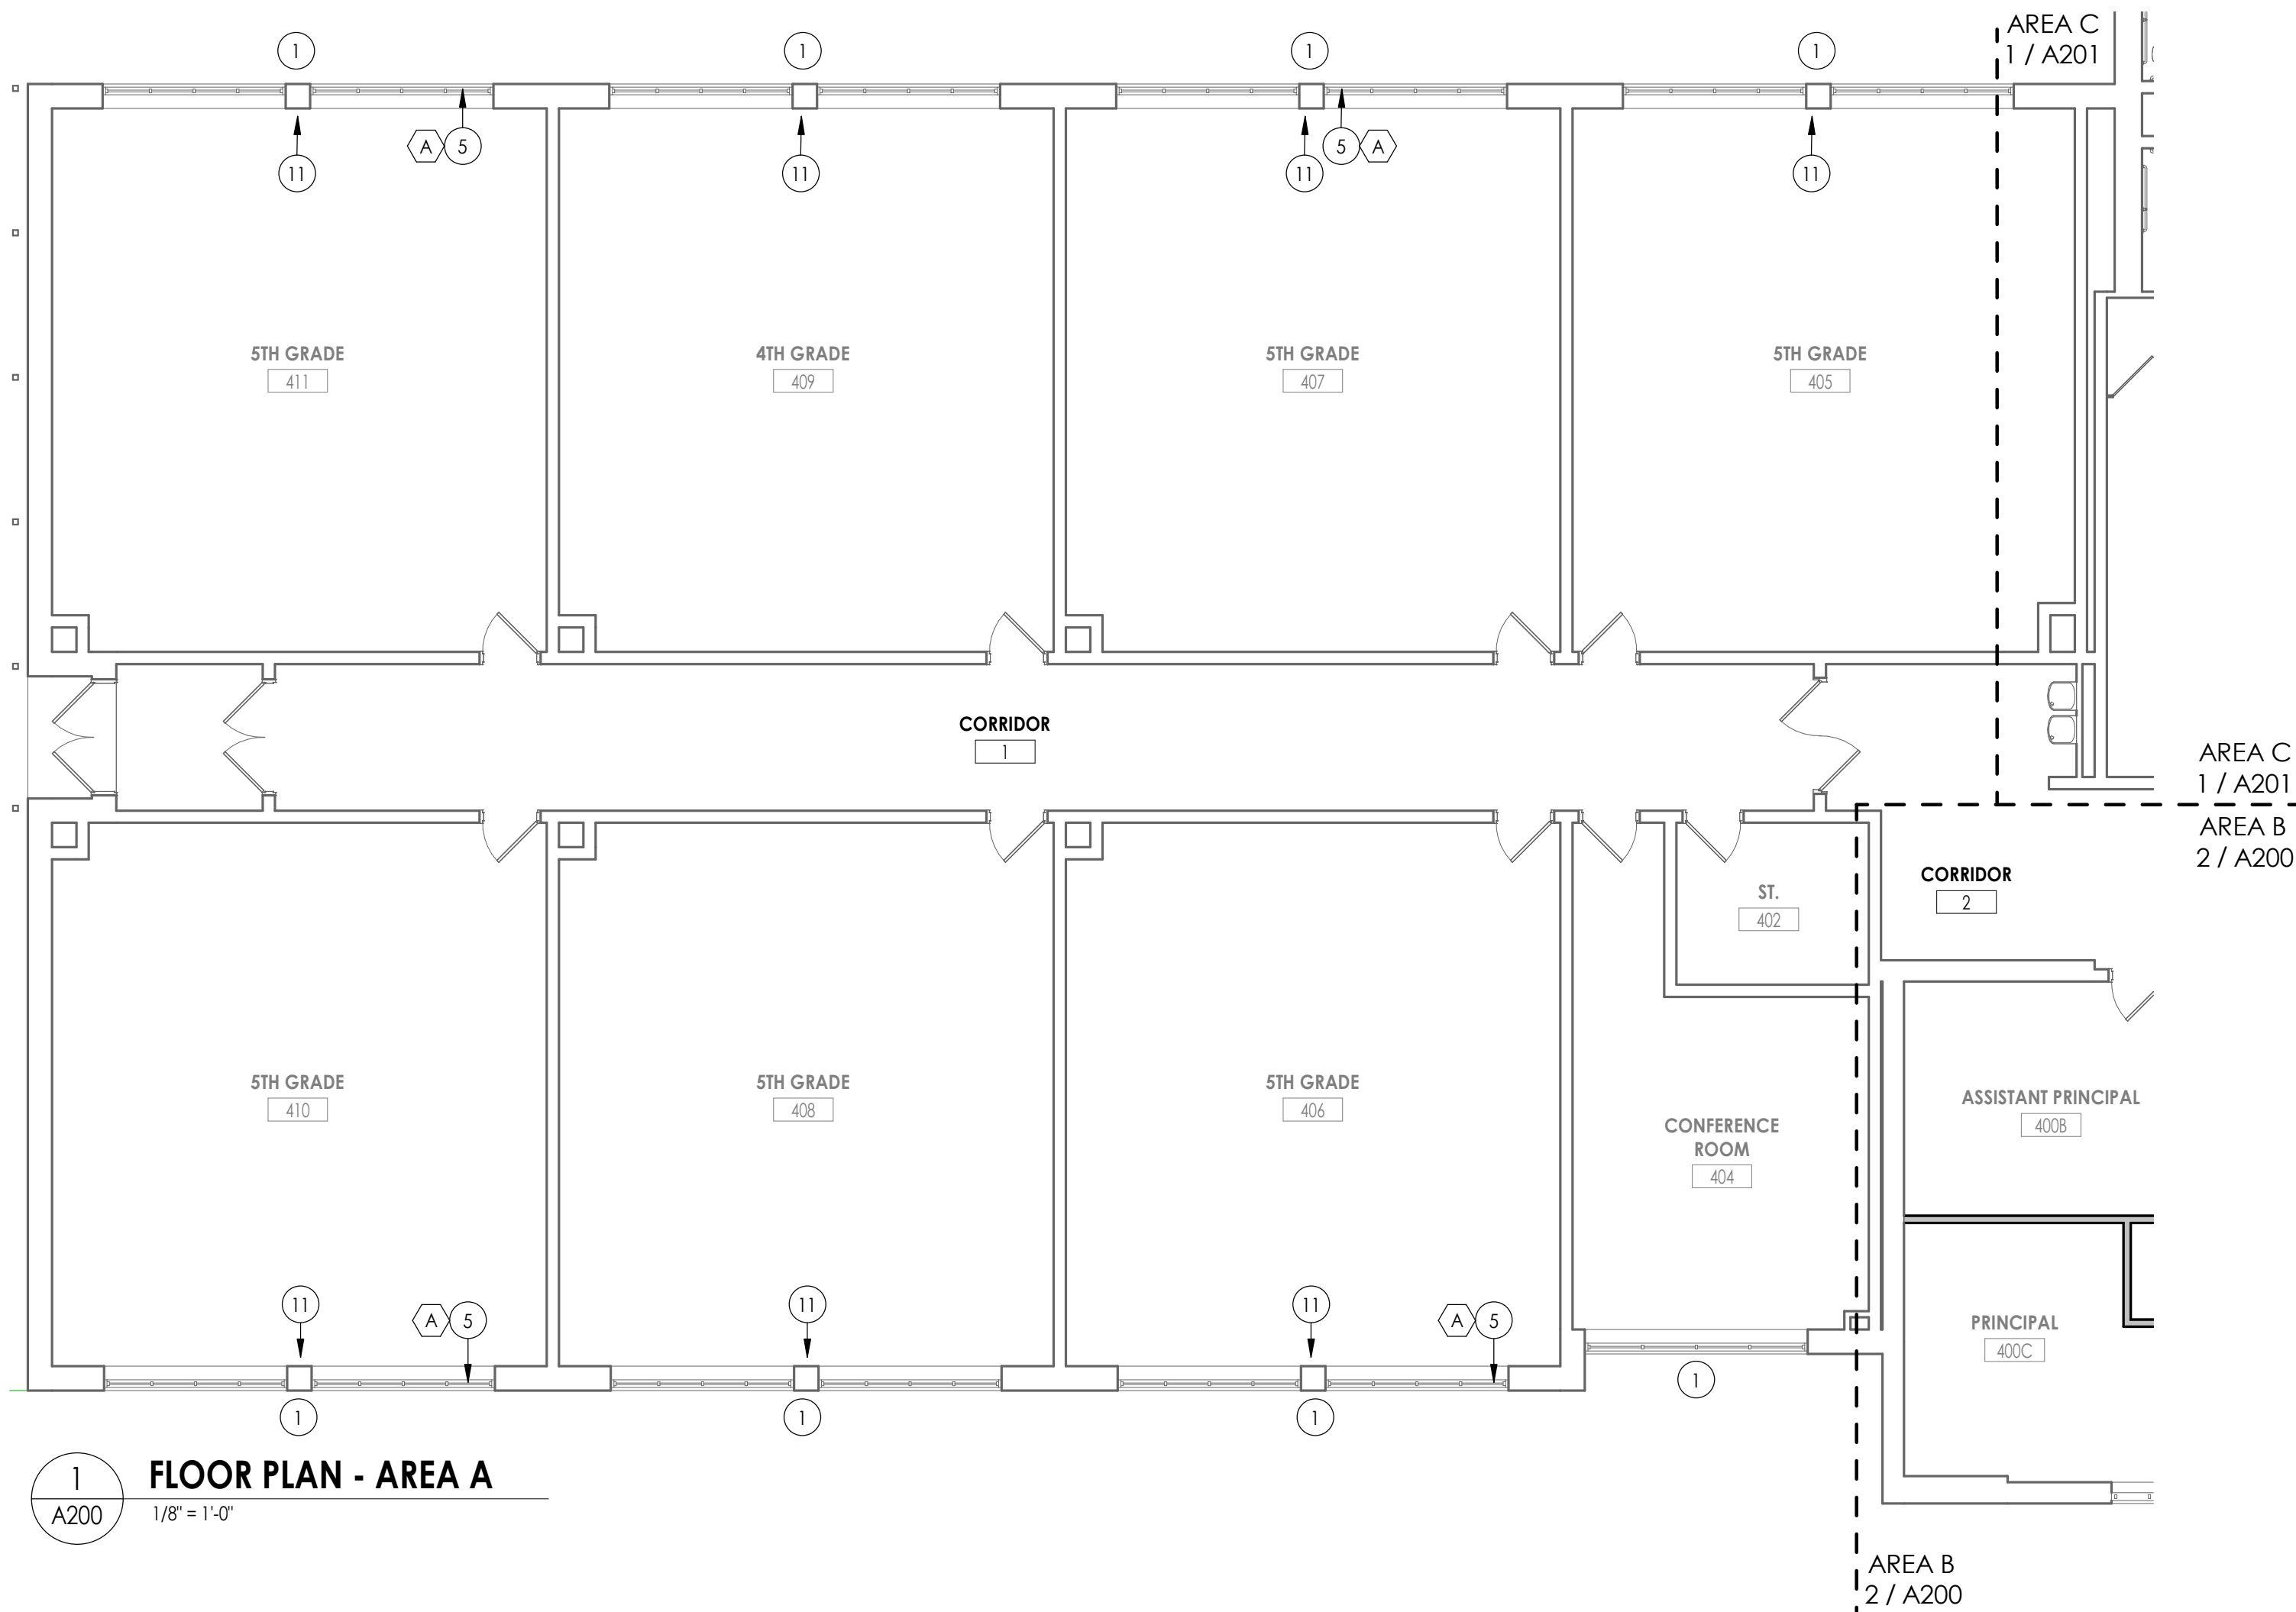 AREA C
1 / A201
1
1
1
1
A
5
5
A
11
11
11
11
5TH GRADE
411
4TH GRADE
409
5TH GRADE
407
5TH GRADE
405
CORRIDOR
1
AREA C
1 / A201
AREA B
2 / A200
CORRIDOR
2
ST.
402
5TH GRADE
410
5TH GRADE
408
5TH GRADE
406
CONFERENCE
ROOM
404
ASSISTANT PRINCIPAL
400B
PRINCIPAL
400C
11
A
5
11
11
A
5
1
1
1
1
1
A200
FLOOR PLAN - AREA A
1/8" = 1'-0"
AREA B
2 / A200